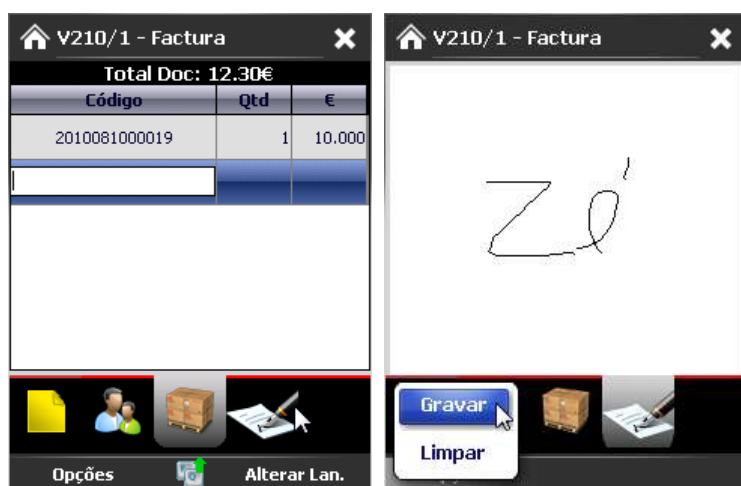 V210/1 - Factura
Total Doc: 12.30€
Código Qtd €
2010081000019 1 10.000
Opções Alterar Lan.
V210/1 - Factura
Zé
Gravar
Limpar